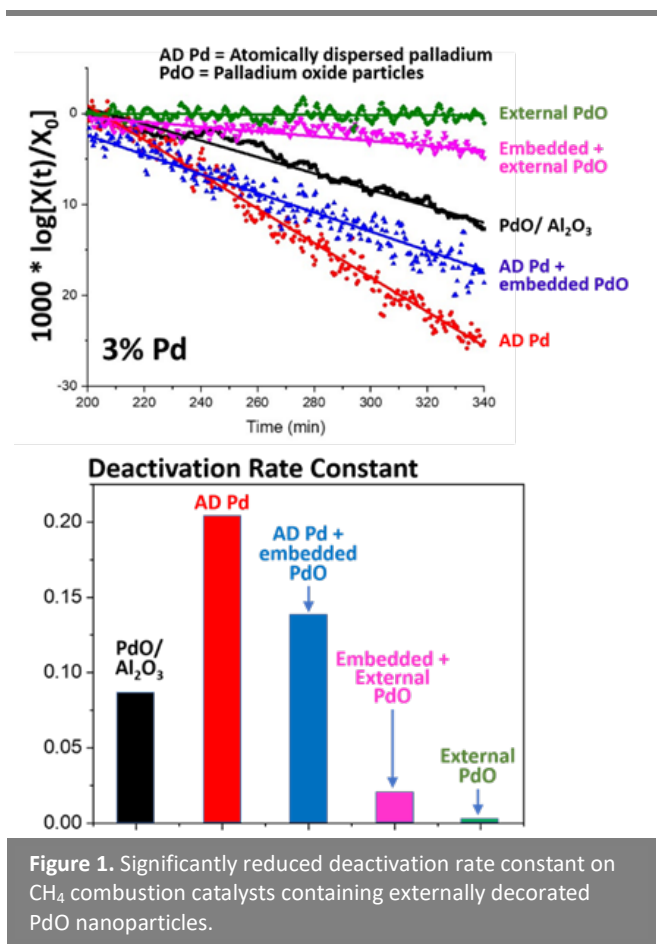 AD Pd = Atomically dispersed palladium
PdO = Palladium oxide particles
1000 * log[X(t)/X₀]
0
10
20
-30
External PdO
Embedded +
external PdO
PdO/ Al₂O₃
AD Pd +
embedded PdO
AD Pd
3% Pd
200 220 240 260 280 300 320 340
Time (min)
Deactivation Rate Constant
0.20
0.15
0.10
0.05
0.00
PdO/
Al₂O₃
AD Pd
AD Pd +
embedded
PdO
Embedded +
External
PdO
External
PdO
Figure 1. Significantly reduced deactivation rate constant on
CH₄ combustion catalysts containing externally decorated
PdO nanoparticles.